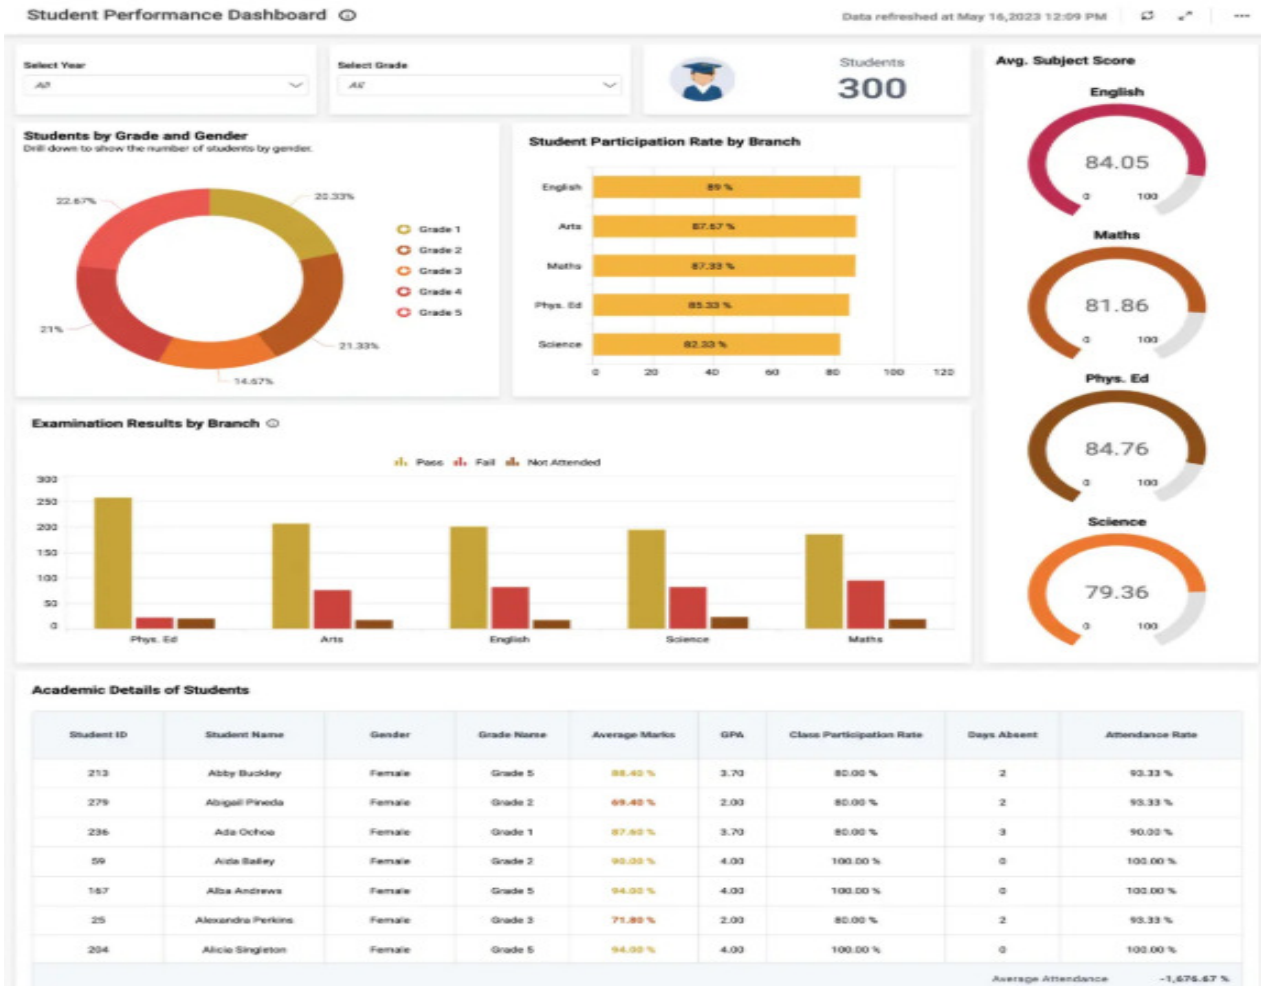 Student Performance Dashboard
Data refreshed at May 16,2023 12:09 PM
Select Year
All
Select Grade
All
Students
300
Avg. Subject Score
English
84.05
0 100
Maths
81.86
0 100
Phys. Ed
84.76
0 100
Science
79.36
0 100
Students by Grade and Gender
Drill down to show the number of students by gender.
22.67%
20.33%
21%
21.33%
14.67%
Grade 1
Grade 2
Grade 3
Grade 4
Grade 5
Student Participation Rate by Branch
English 89 %
Arts 87.67 %
Maths 87.33 %
Phys. Ed 85.33 %
Science 82.33 %
0 20 40 60 80 100 120
Examination Results by Branch
Pass Fail Not Attended
300
250
200
150
100
50
0
Phys. Ed Arts English Science Maths
Academic Details of Students
Student ID Student Name Gender Grade Name Average Marks GPA Class Participation Rate Days Absent Attendance Rate
213 Abby Buckley Female Grade 5 88.40 % 3.70 80.00 % 2 93.33 %
279 Abigail Pineda Female Grade 2 69.40 % 2.00 80.00 % 2 93.33 %
236 Ada Ochoa Female Grade 1 87.60 % 3.70 80.00 % 3 90.00 %
59 Aida Bailey Female Grade 2 90.00 % 4.00 100.00 % 0 100.00 %
167 Alba Andrews Female Grade 5 94.00 % 4.00 100.00 % 0 100.00 %
25 Alexandra Perkins Female Grade 3 71.80 % 2.00 80.00 % 2 93.33 %
204 Alicia Singleton Female Grade 5 94.00 % 4.00 100.00 % 0 100.00 %
Average Attendance -1,676.67 %